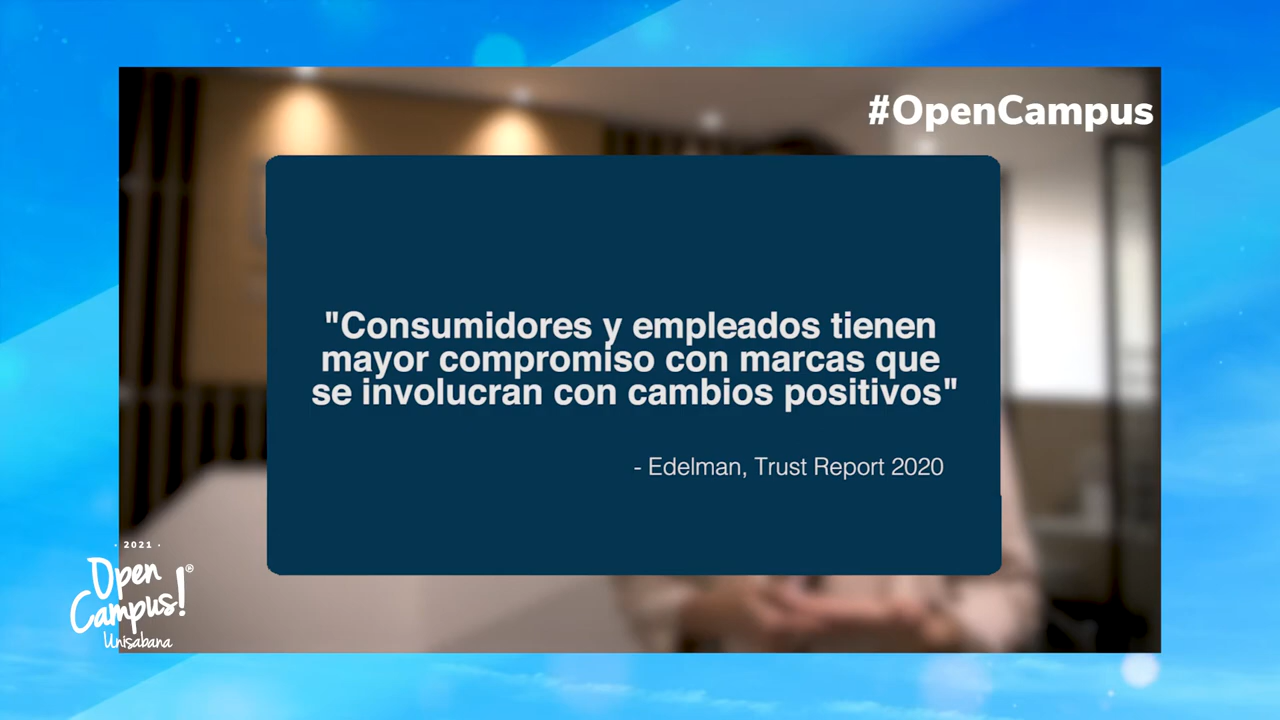 #OpenCampus
"Consumidores y empleados tienen
mayor compromiso con marcas que
se involucran con cambios positivos"
- Edelman, Trust Report 2020
· 2021 ·
Open
Campus!®
Unisabana